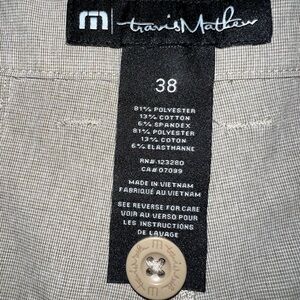 m travisMathew
38
81% POLYESTER
13% COTTON
6% SPANDEX
81% POLYESTER
13% COTON
6% ELASTHANNE
RN# 123280
CA# 07099
MADE IN VIETNAM
FABRIQUÉ AU VIETNAM
SEE REVERSE FOR CARE
VOIR AU VERSO POUR
LES INSTRUCTIONS
DE LAVAGE